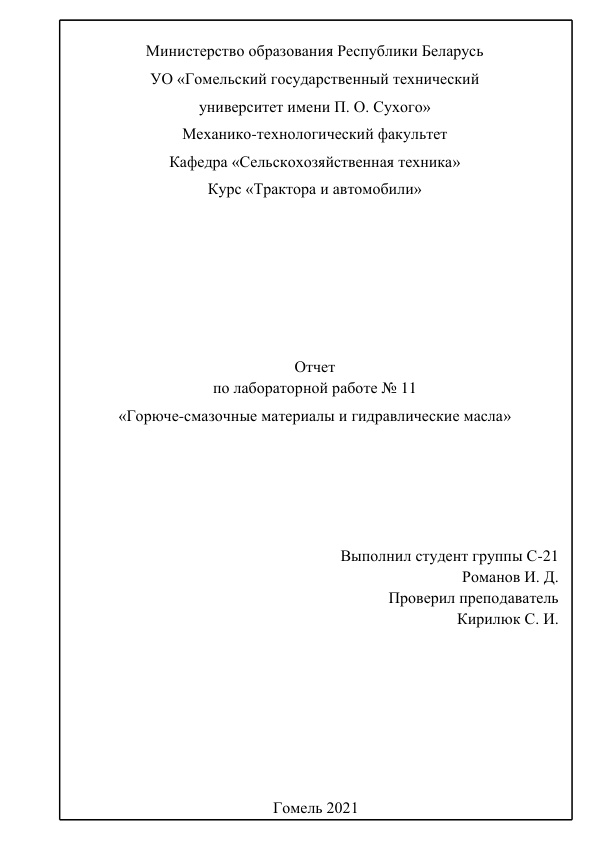 Министерство образования Республики Беларусь
УО «Гомельский государственный технический
университет имени П. О. Сухого»
Механико-технологический факультет
Кафедра «Сельскохозяйственная техника»
Курс «Трактора и автомобили»
Отчет
по лабораторной работе № 11
«Горюче-смазочные материалы и гидравлические масла»
Выполнил студент группы С-21
Романов И. Д.
Проверил преподаватель
Кирилюк С. И.
Гомель 2021